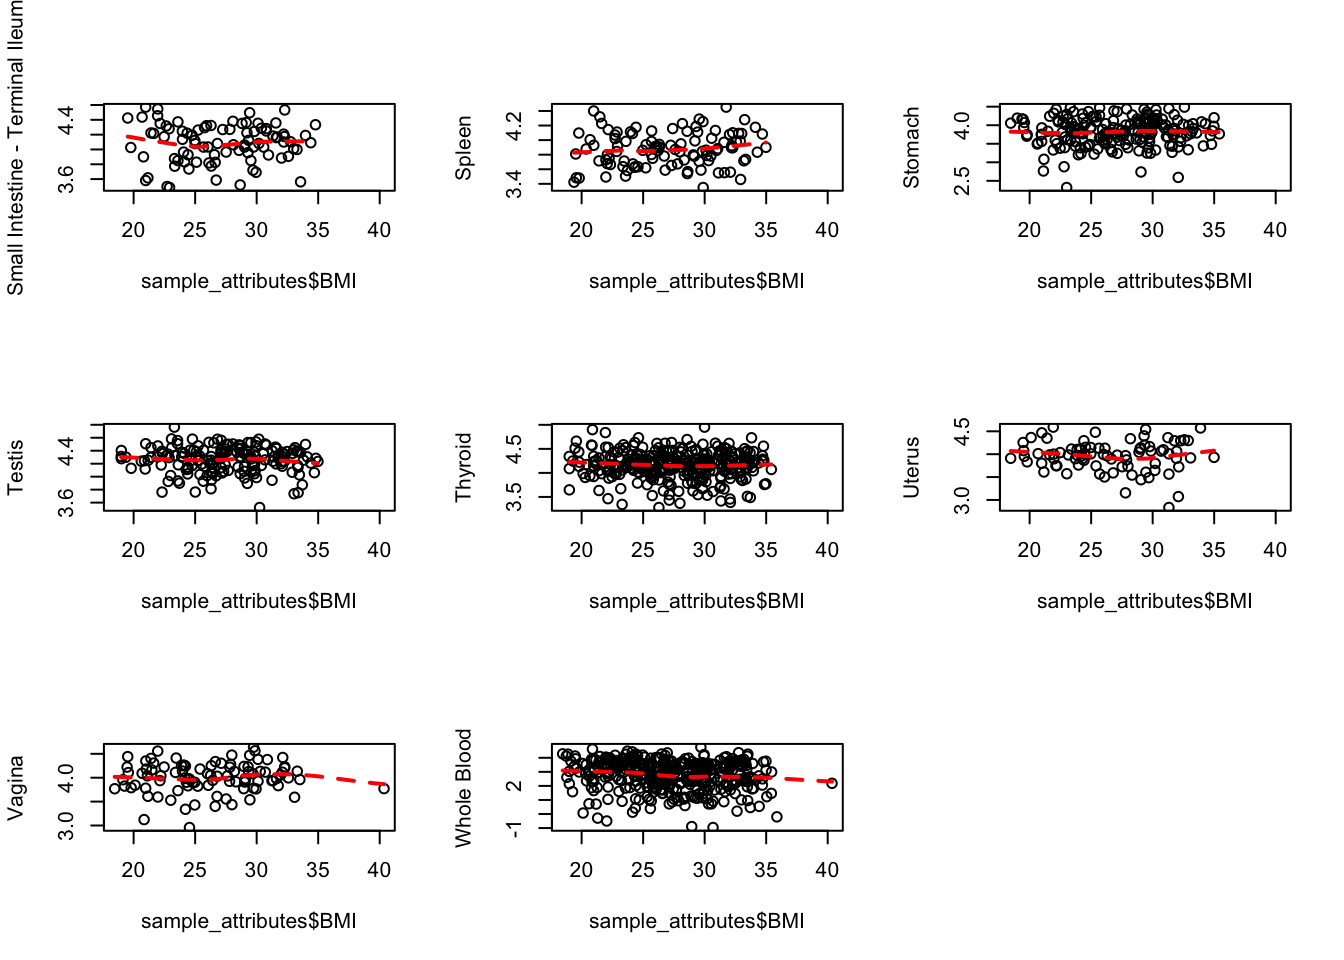 Small Intestine - Terminal Ileum
4.4
3.6
20 25 30 35 40
sample_attributes$BMI
Spleen
4.2
3.4
20 25 30 35 40
sample_attributes$BMI
Stomach
4.0
2.5
20 25 30 35 40
sample_attributes$BMI
Testis
4.4
3.6
20 25 30 35 40
sample_attributes$BMI
Thyroid
4.5
3.5
20 25 30 35 40
sample_attributes$BMI
Uterus
4.5
3.0
20 25 30 35 40
sample_attributes$BMI
Vagina
4.0
3.0
20 25 30 35 40
sample_attributes$BMI
Whole Blood
2
-1
20 25 30 35 40
sample_attributes$BMI